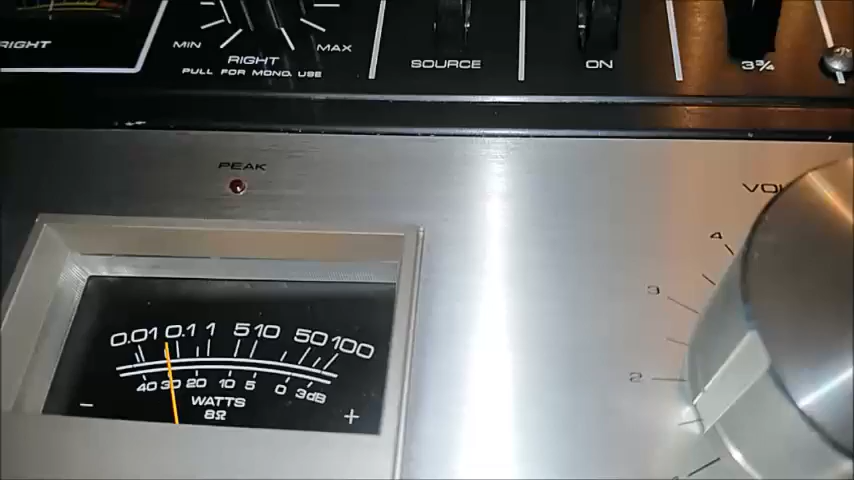 MIN MAX
RIGHT RIGHT SOURCE ON 3¾
PULL FOR MONO. USE
PEAK
4
3
0.01 0.1 1 5 10 50 100
40 30 20 10 5 0 3dB
2
WATTS
8Ω
- +